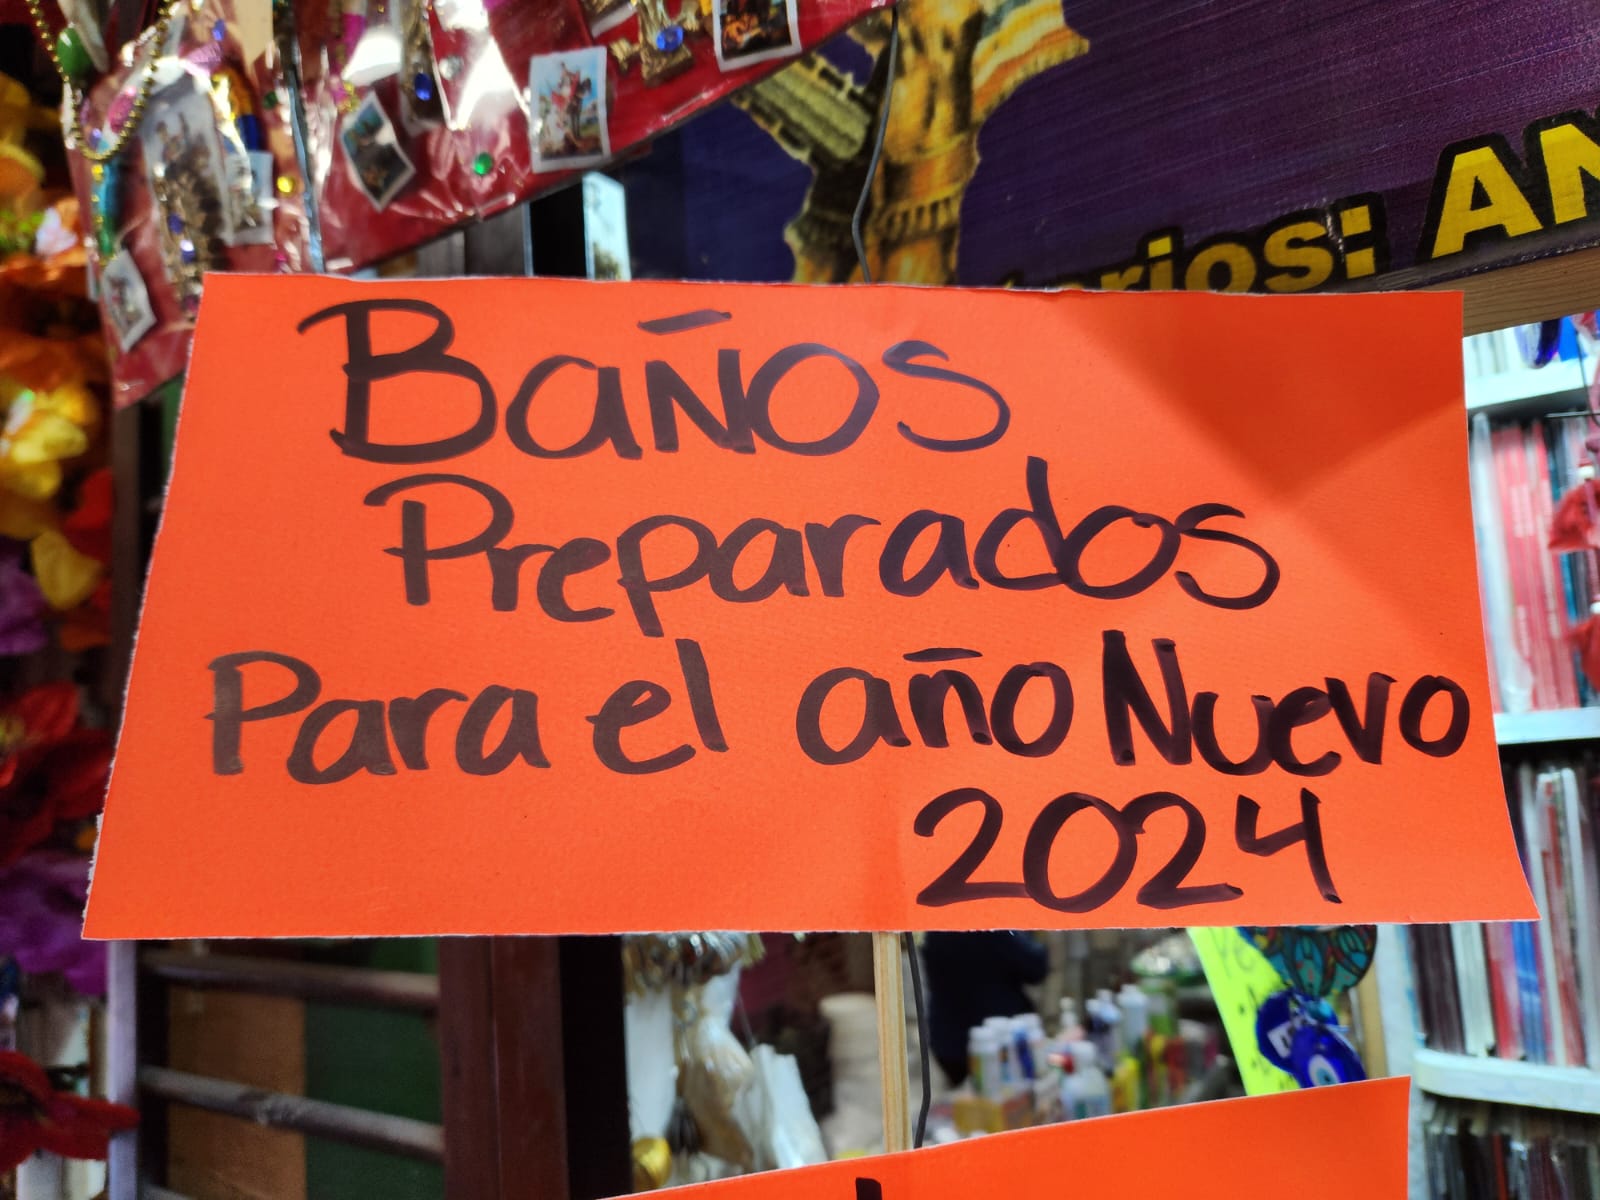 Baños
Preparados
Para el año Nuevo
2024